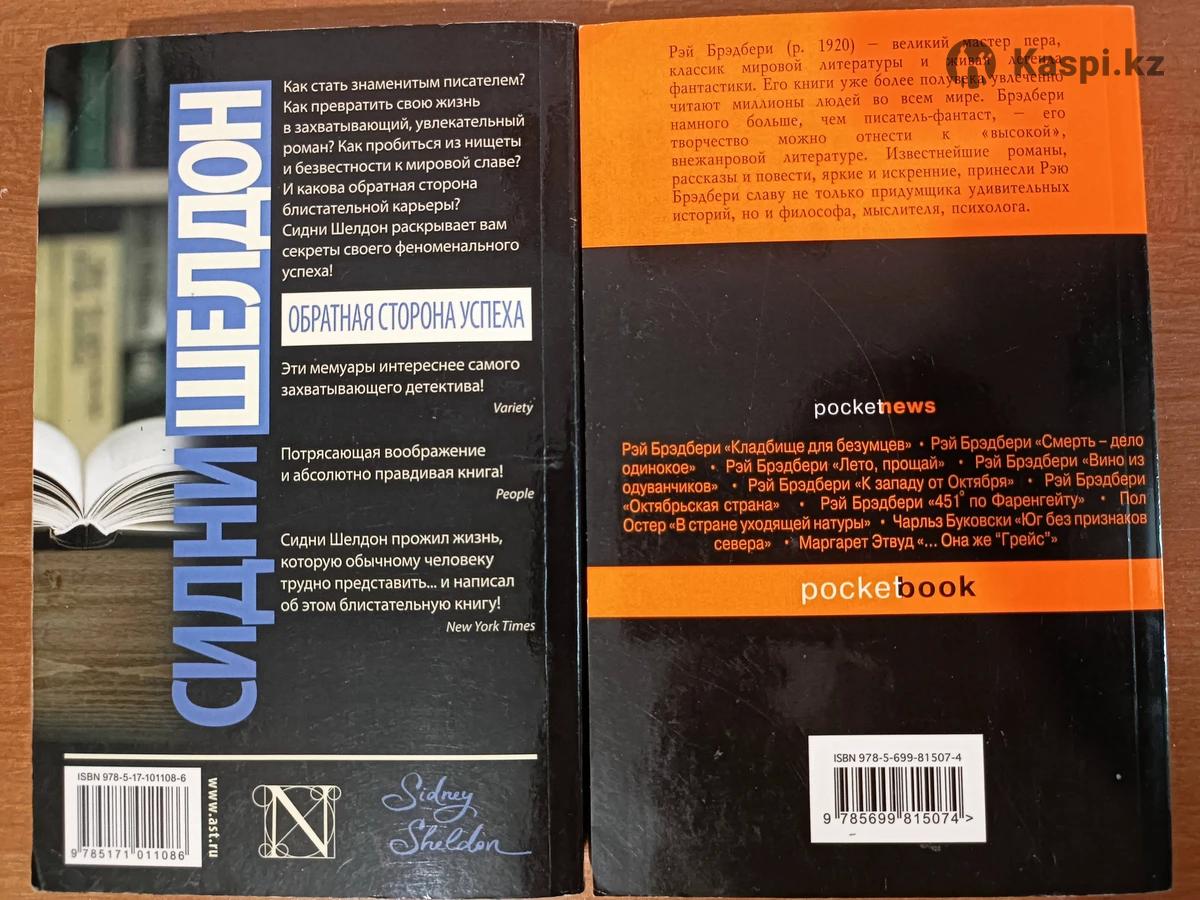 СИДНИ ШЕЛДОН
Как стать знаменитым писателем?
Как превратить свою жизнь
в захватывающий, увлекательный
роман? Как пробиться из нищеты
и безвестности к мировой славе?
И какова обратная сторона
блистательной карьеры?
Сидни Шелдон раскрывает вам
секреты своего феноменального
успеха!
ОБРАТНАЯ СТОРОНА УСПЕХА
Эти мемуары интереснее самого
захватывающего детектива!
Variety
Потрясающая воображение
и абсолютно правдивая книга!
People
Сидни Шелдон прожил жизнь,
которую обычному человеку
трудно представить... и написал
об этом блистательную книгу!
New York Times
ISBN 978-5-17-101108-6
9 785171 011086
www.ast.ru
N
Sidney
Sheldon
Kaspi.kz
Рэй Брэдбери (р. 1920) — великий мастер пера,
классик мировой литературы и живая легенда
фантастики. Его книги уже более полувека увлеченно
читают миллионы людей во всем мире. Брэдбери
намного больше, чем писатель-фантаст, — его
творчество можно отнести к «высокой»,
внежанровой литературе. Известнейшие романы,
рассказы и повести, яркие и искренние, принесли Рэю
Брэдбери славу не только придумщика удивительных
историй, но и философа, мыслителя, психолога.
pocketnews
Рэй Брэдбери «Кладбище для безумцев» • Рэй Брэдбери «Смерть – дело
одинокое» • Рэй Брэдбери «Лето, прощай» • Рэй Брэдбери «Вино из
одуванчиков» • Рэй Брэдбери «К западу от Октября» • Рэй Брэдбери
«Октябрьская страна» • Рэй Брэдбери «451° по Фаренгейту» • Пол
Остер «В стране уходящей натуры» • Чарльз Буковски «Юг без признаков
севера» • Маргарет Этвуд «... Она же "Грейс"»
pocketbook
ISBN 978-5-699-81507-4
9 785699 815074 >